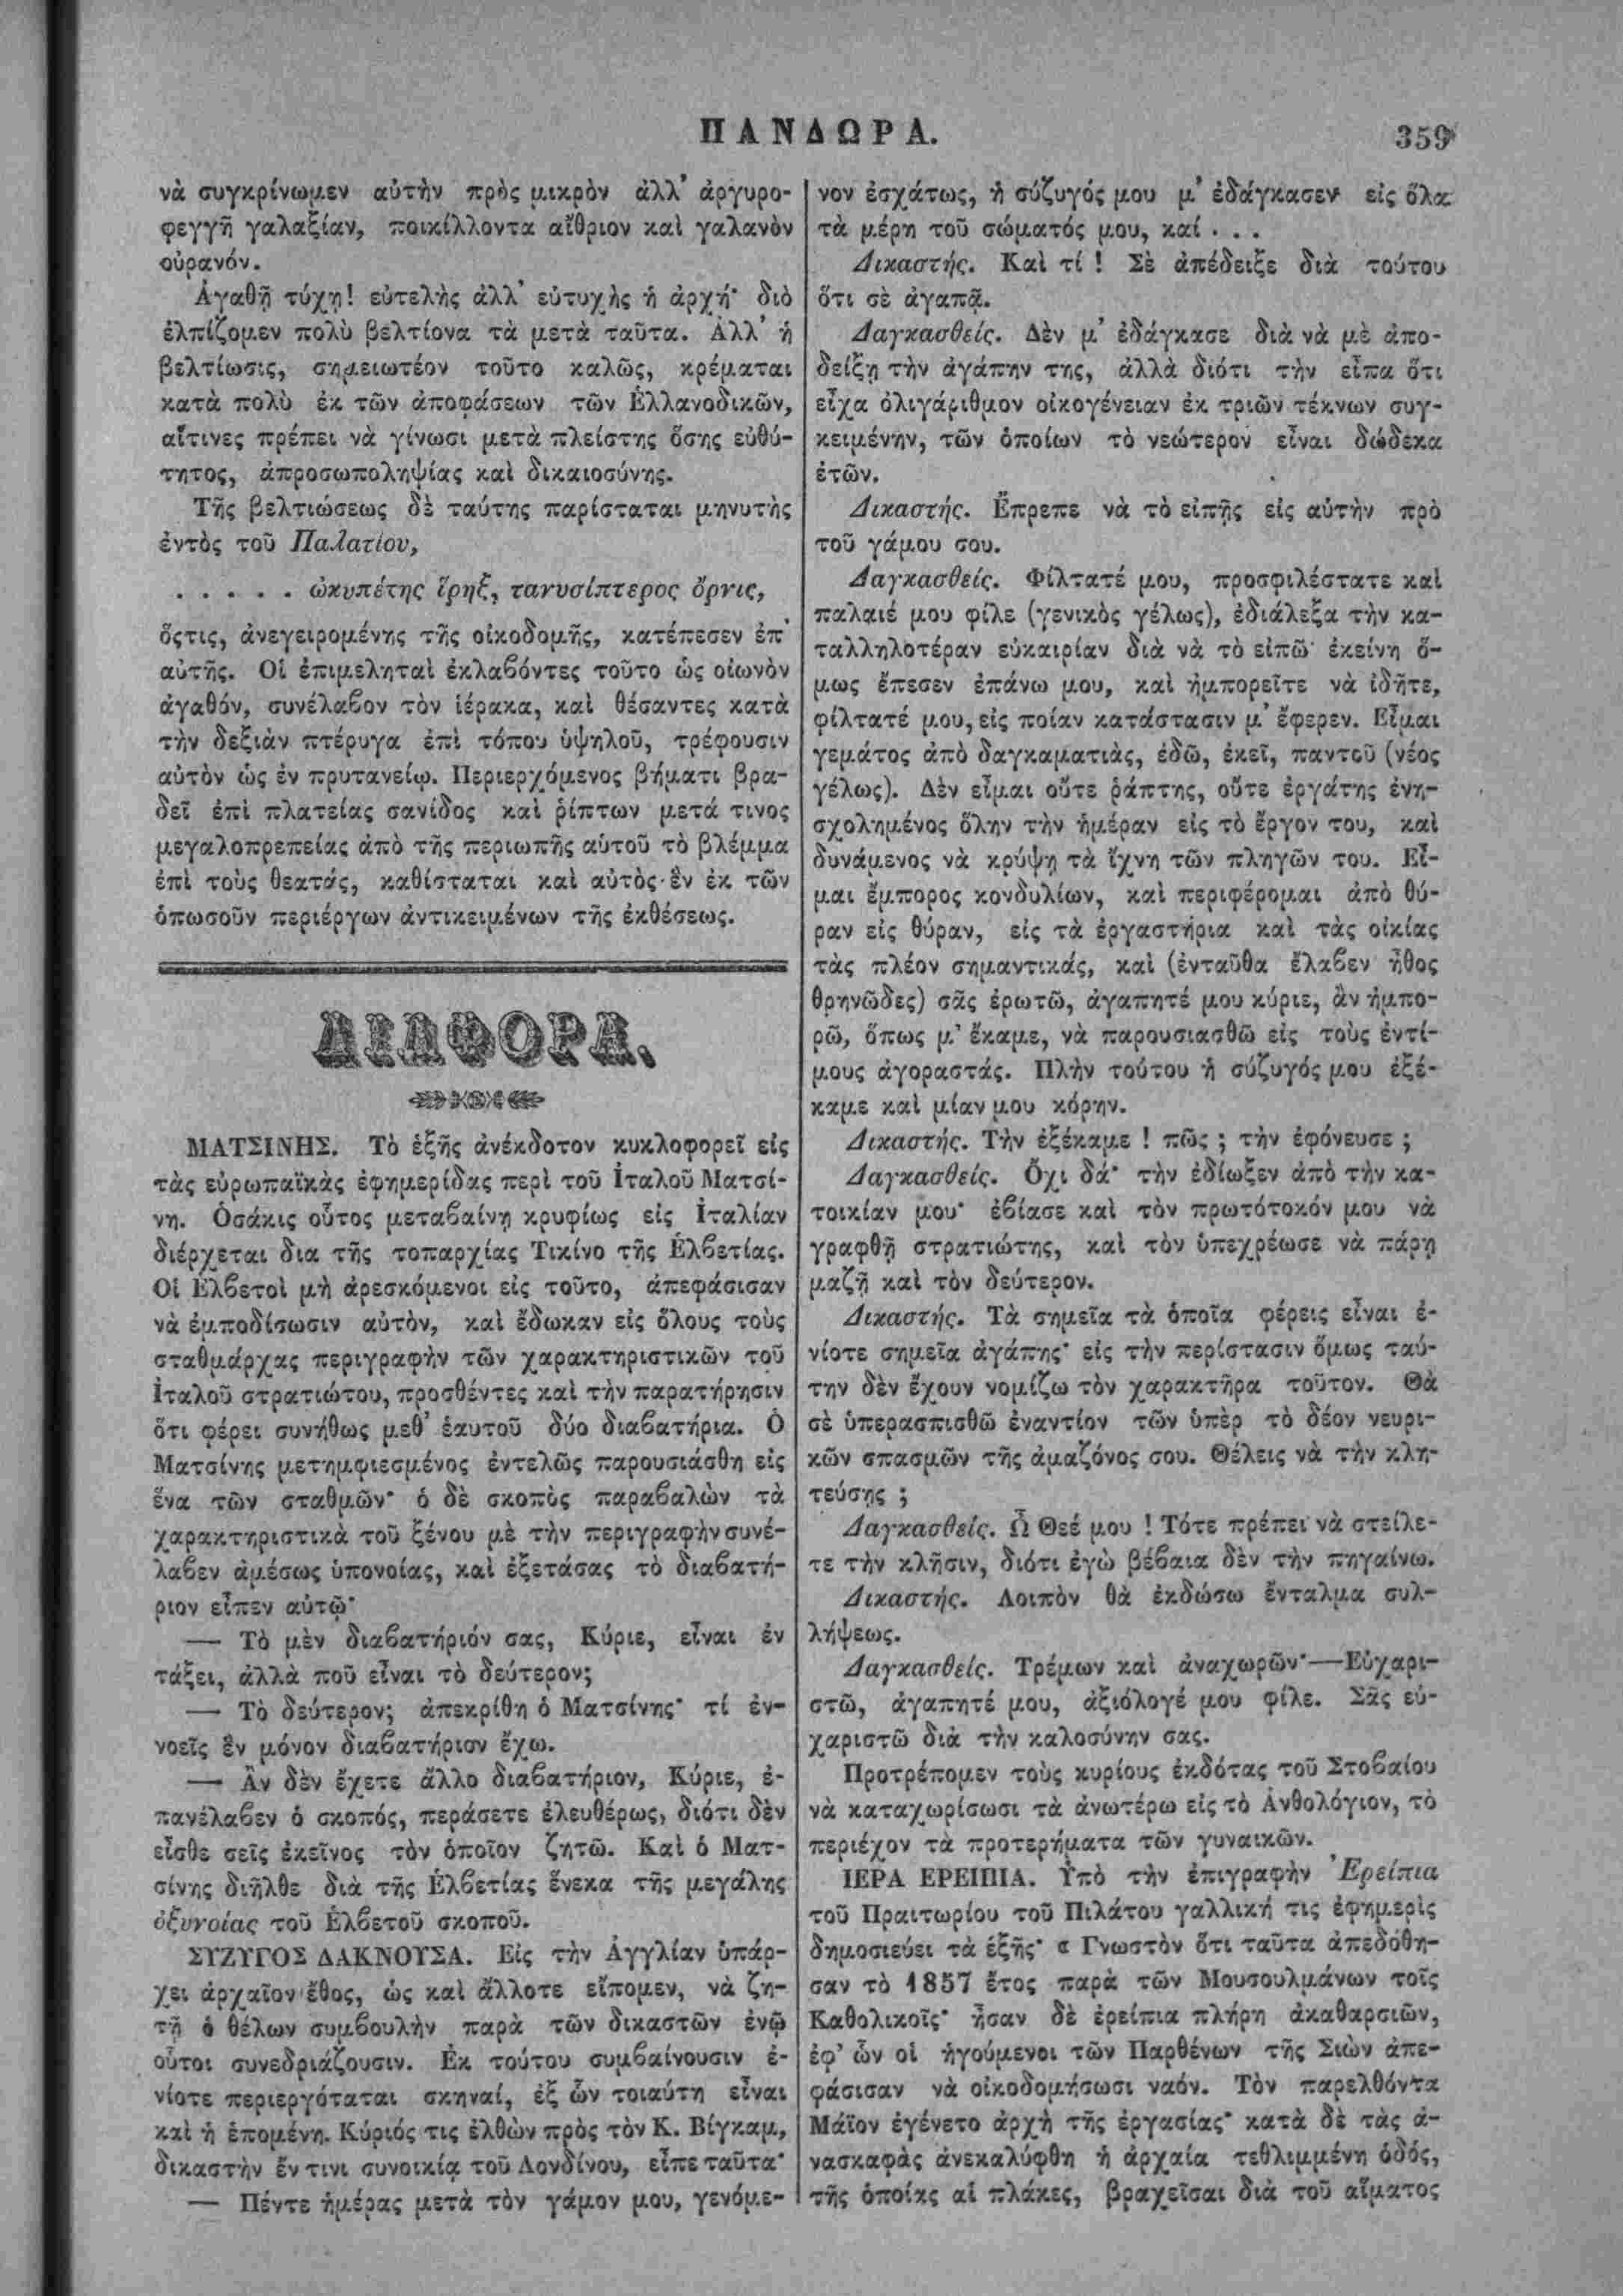 ΠΑΝΔΩΡΑ.
359
νὰ συγκρίνωμεν αὐτὴν πρὸς μικρὸν ἀλλ' ἀργυρο-
φεγγῆ γαλαξίαν, ποικίλλοντα αἴθριον καὶ γαλανὸν
οὐρανόν.
Ἀγαθῇ τύχῃ! εὐτελὴς ἀλλ' εὐτυχὴς ἡ ἀρχή· διὸ
ἐλπίζομεν πολὺ βελτίονα τὰ μετὰ ταῦτα. Ἀλλ' ἡ
βελτίωσις, σημειωτέον τοῦτο καλῶς, κρέμαται
κατὰ πολὺ ἐκ τῶν ἀποφάσεων τῶν Ἑλλανοδικῶν,
αἵτινες πρέπει νὰ γίνωσι μετὰ πλείστης ὅσης εὐθύ-
τητος, ἀπροσωποληψίας καὶ δικαιοσύνης.
Τῆς βελτιώσεως δὲ ταύτης παρίσταται μηνυτὴς
ἐντὸς τοῦ Παλατίου,
. . . . . ὠκυπέτης ἵρηξ, τανυσίπτερος ὄρνις,
ὅςτις, ἀνεγειρομένης τῆς οἰκοδομῆς, κατέπεσεν ἐπ'
αὐτῆς. Οἱ ἐπιμεληταὶ ἐκλαβόντες τοῦτο ὡς οἰωνὸν
ἀγαθόν, συνέλαβον τὸν ἱέρακα, καὶ θέσαντες κατὰ
τὴν δεξιὰν πτέρυγα ἐπὶ τόπου ὑψηλοῦ, τρέφουσιν
αὐτὸν ὡς ἐν πρυτανείῳ. Περιερχόμενος βήματι βρα-
δεῖ ἐπὶ πλατείας σανίδος καὶ ῥίπτων μετά τινος
μεγαλοπρεπείας ἀπὸ τῆς περιωπῆς αὑτοῦ τὸ βλέμμα
ἐπὶ τοὺς θεατάς, καθίσταται καὶ αὐτὸς ἓν ἐκ τῶν
ὁπωσοῦν περιέργων ἀντικειμένων τῆς ἐκθέσεως.
ΔΙΑΦΟΡΑ.
ΜΑΤΣΙΝΗΣ. Τὸ ἑξῆς ἀνέκδοτον κυκλοφορεῖ εἰς
τὰς εὐρωπαϊκὰς ἐφημερίδας περὶ τοῦ Ἰταλοῦ Ματσί-
νη. Ὁσάκις οὗτος μεταβαίνῃ κρυφίως εἰς Ἰταλίαν
διέρχεται δια τῆς τοπαρχίας Τικίνο τῆς Ἑλβετίας.
Οἱ Ἑλβετοὶ μὴ ἀρεσκόμενοι εἰς τοῦτο, ἀπεφάσισαν
νὰ ἐμποδίσωσιν αὐτὸν, καὶ ἔδωκαν εἰς ὅλους τοὺς
σταθμάρχας περιγραφὴν τῶν χαρακτηριστικῶν τοῦ
Ἰταλοῦ στρατιώτου, προσθέντες καὶ τὴν παρατήρησιν
ὅτι φέρει συνήθως μεθ' ἑαυτοῦ δύο διαβατήρια. Ὁ
Ματσίνης μετημφιεσμένος ἐντελῶς παρουσιάσθη εἰς
ἕνα τῶν σταθμῶν· ὁ δὲ σκοπὸς παραβαλὼν τὰ
χαρακτηριστικὰ τοῦ ξένου μὲ τὴν περιγραφὴν συνέ-
λαβεν ἀμέσως ὑπονοίας, καὶ ἐξετάσας τὸ διαβατή-
ριον εἶπεν αὐτῷ·
— Τὸ μὲν διαβατήριόν σας, Κύριε, εἶναι ἐν
τάξει, ἀλλὰ ποῦ εἶναι τὸ δεύτερον;
— Τὸ δεύτερον; ἀπεκρίθη ὁ Ματσίνης· τί ἐν-
νοεῖς ἓν μόνον διαβατήριον ἔχω.
— Ἂν δὲν ἔχετε ἄλλο διαβατήριον, Κύριε, ἐ-
πανέλαβεν ὁ σκοπός, περάσετε ἐλευθέρως, διότι δὲν
εἶσθε σεῖς ἐκεῖνος τὸν ὁποῖον ζητῶ. Καὶ ὁ Ματ-
σίνης διῆλθε διὰ τῆς Ἑλβετίας ἕνεκα τῆς μεγάλης
ὀξυνοίας τοῦ Ἑλβετοῦ σκοποῦ.
ΣΥΖΥΓΟΣ ΔΑΚΝΟΥΣΑ. Εἰς τὴν Ἀγγλίαν ὑπάρ-
χει ἀρχαῖον ἔθος, ὡς καὶ ἄλλοτε εἴπομεν, νὰ ζη-
τῇ ὁ θέλων συμβουλὴν παρὰ τῶν δικαστῶν ἐνῷ
οὗτοι συνεδριάζουσιν. Ἐκ τούτου συμβαίνουσιν ἐ-
νίοτε περιεργόταται σκηναί, ἐξ ὧν τοιαύτη εἶναι
καὶ ἡ ἑπομένη. Κύριός τις ἐλθὼν πρὸς τὸν Κ. Βίγκαμ,
δικαστὴν ἔν τινι συνοικίᾳ τοῦ Λονδίνου, εἶπε ταῦτα·
— Πέντε ἡμέρας μετὰ τὸν γάμον μου, γενόμε-
νον ἐσχάτως, ἡ σύζυγός μου μ' ἐδάγκασεν εἰς ὅλα
τὰ μέρη τοῦ σώματός μου, καί . . .
Δικαστής. Καὶ τί ! Σὲ ἀπέδειξε διὰ τούτου
ὅτι σὲ ἀγαπᾷ.
Δαγκασθείς. Δὲν μ' ἐδάγκασε διὰ νὰ μὲ ἀπο-
δείξῃ τὴν ἀγάπην της, ἀλλὰ διότι τὴν εἶπα ὅτι
εἶχα ὀλιγάριθμον οἰκογένειαν ἐκ τριῶν τέκνων συγ-
κειμένην, τῶν ὁποίων τὸ νεώτερον εἶναι δώδεκα
ἐτῶν.
Δικαστής. Ἔπρεπε νὰ τὸ εἰπῇς εἰς αὐτὴν πρὸ
τοῦ γάμου σου.
Δαγκασθείς. Φίλτατέ μου, προσφιλέστατε καὶ
παλαιέ μου φίλε (γενικὸς γέλως), ἐδιάλεξα τὴν κα-
ταλληλοτέραν εὐκαιρίαν διὰ νὰ τὸ εἰπῶ· ἐκείνη ὅ-
μως ἔπεσεν ἐπάνω μου, καὶ ἠμπορεῖτε νὰ ἰδῆτε,
φίλτατέ μου, εἰς ποίαν κατάστασιν μ' ἔφερεν. Εἶμαι
γεμάτος ἀπὸ δαγκαματιὰς, ἐδῶ, ἐκεῖ, παντοῦ (νέος
γέλως). Δὲν εἶμαι οὔτε ῥάπτης, οὔτε ἐργάτης ἐνη-
σχολημένος ὅλην τὴν ἡμέραν εἰς τὸ ἔργον του, καὶ
δυνάμενος νὰ κρύψῃ τὰ ἴχνη τῶν πληγῶν του. Εἶ-
μαι ἔμπορος κονδυλίων, καὶ περιφέρομαι ἀπὸ θύ-
ραν εἰς θύραν, εἰς τὰ ἐργαστήρια καὶ τὰς οἰκίας
τὰς πλέον σημαντικάς, καὶ (ἐνταῦθα ἔλαβεν ἦθος
θρηνῶδες) σᾶς ἐρωτῶ, ἀγαπητέ μου κύριε, ἂν ἠμπο-
ρῶ, ὅπως μ' ἔκαμε, νὰ παρουσιασθῶ εἰς τοὺς ἐντί-
μους ἀγοραστάς. Πλὴν τούτου ἡ σύζυγός μου ἐξέ-
καμε καὶ μίαν μου κόρην.
Δικαστής. Τὴν ἐξέκαμε ! πῶς ; τὴν ἐφόνευσε ;
Δαγκασθείς. Ὄχι δά· τὴν ἐδίωξεν ἀπὸ τὴν κα-
τοικίαν μου· ἐβίασε καὶ τὸν πρωτότοκόν μου νὰ
γραφθῇ στρατιώτης, καὶ τὸν ὑπεχρέωσε νὰ πάρῃ
μαζῆ καὶ τὸν δεύτερον.
Δικαστής. Τὰ σημεῖα τὰ ὁποῖα φέρεις εἶναι ἐ-
νίοτε σημεῖα ἀγάπης· εἰς τὴν περίστασιν ὅμως ταύ-
την δὲν ἔχουν νομίζω τὸν χαρακτῆρα τοῦτον. Θὰ
σὲ ὑπερασπισθῶ ἐναντίον τῶν ὑπὲρ τὸ δέον νευρι-
κῶν σπασμῶν τῆς ἀμαζόνος σου. Θέλεις νὰ τὴν κλη-
τεύσῃς ;
Δαγκασθείς. Ὦ Θεέ μου ! Τότε πρέπει νὰ στείλε-
τε τὴν κλῆσιν, διότι ἐγὼ βέβαια δὲν τὴν πηγαίνω.
Δικαστής. Λοιπὸν θὰ ἐκδώσω ἔνταλμα συλ-
λήψεως.
Δαγκασθείς. Τρέμων καὶ ἀναχωρῶν·—Εὐχαρι-
στῶ, ἀγαπητέ μου, ἀξιόλογέ μου φίλε. Σᾶς εὐ-
χαριστῶ διὰ τὴν καλοσύνην σας.
Προτρέπομεν τοὺς κυρίους ἐκδότας τοῦ Στοβαίου
νὰ καταχωρίσωσι τὰ ἀνωτέρω εἰς τὸ Ἀνθολόγιον, τὸ
περιέχον τὰ προτερήματα τῶν γυναικῶν.
ΙΕΡΑ ΕΡΕΙΠΙΑ. Ὑπὸ τὴν ἐπιγραφὴν Ἐρείπια
τοῦ Πραιτωρίου τοῦ Πιλάτου γαλλική τις ἐφημερὶς
δημοσιεύει τὰ ἑξῆς· « Γνωστὸν ὅτι ταῦτα ἀπεδόθη-
σαν τὸ 1857 ἔτος παρὰ τῶν Μουσουλμάνων τοῖς
Καθολικοῖς· ἦσαν δὲ ἐρείπια πλήρη ἀκαθαρσιῶν,
ἐφ' ὧν οἱ ἡγούμενοι τῶν Παρθένων τῆς Σιὼν ἀπε-
φάσισαν νὰ οἰκοδομήσωσι ναόν. Τὸν παρελθόντα
Μάϊον ἐγένετο ἀρχὴ τῆς ἐργασίας· κατὰ δὲ τὰς ἀ-
νασκαφὰς ἀνεκαλύφθη ἡ ἀρχαία τεθλιμμένη ὁδός,
τῆς ὁποίας αἱ πλάκες, βραχεῖσαι διὰ τοῦ αἵματος